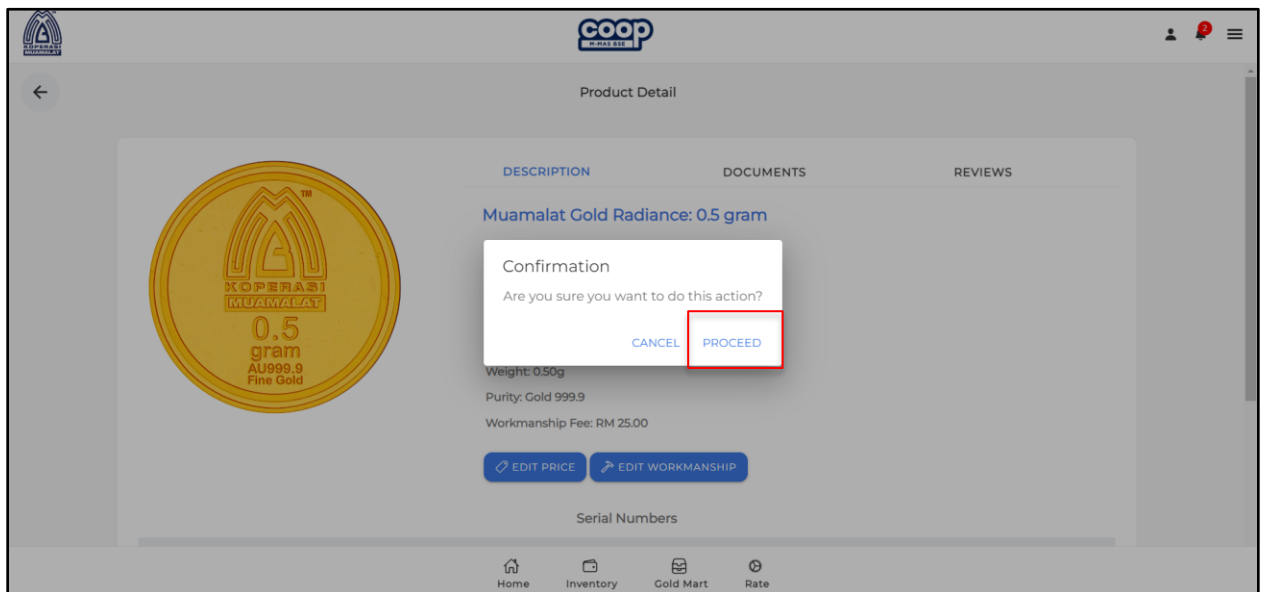 KOPERASI
MUAMALAT
coop
M-MAS BSE
2
Product Detail
DESCRIPTION DOCUMENTS REVIEWS
Muamalat Gold Radiance: 0.5 gram
TM
KOPERASI
MUAMALAT
0.5
gram
AU999.9
Fine Gold
Confirmation
Are you sure you want to do this action?
CANCEL PROCEED
Weight: 0.50g
Purity: Gold 999.9
Workmanship Fee: RM 25.00
EDIT PRICE EDIT WORKMANSHIP
Serial Numbers
Home Inventory Gold Mart Rate